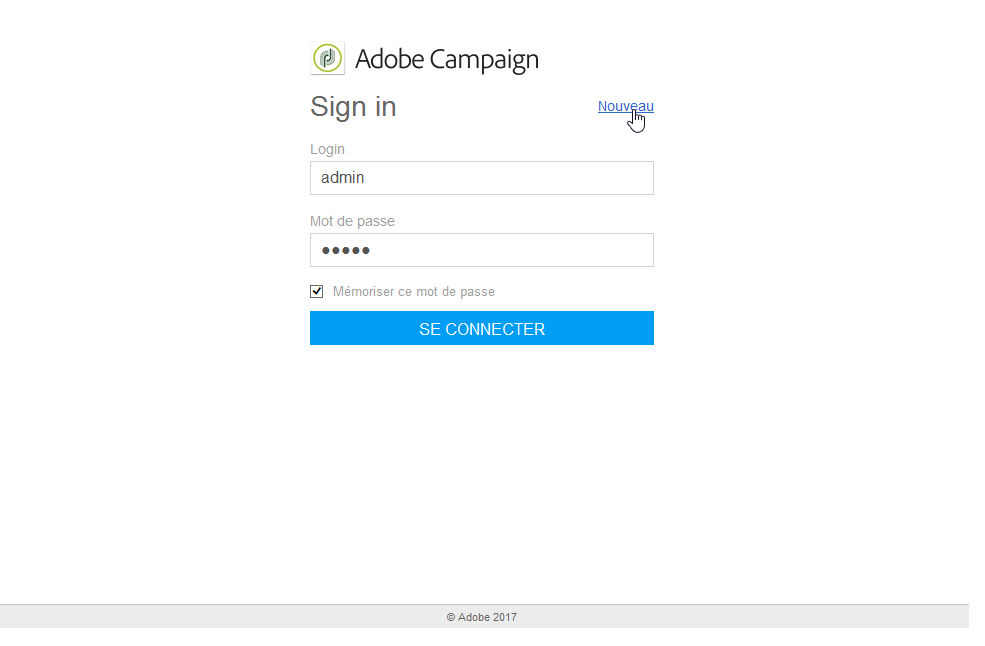 Adobe Campaign
Sign in
Nouveau
Login
admin
Mot de passe
●●●●●
Mémoriser ce mot de passe
SE CONNECTER
© Adobe 2017